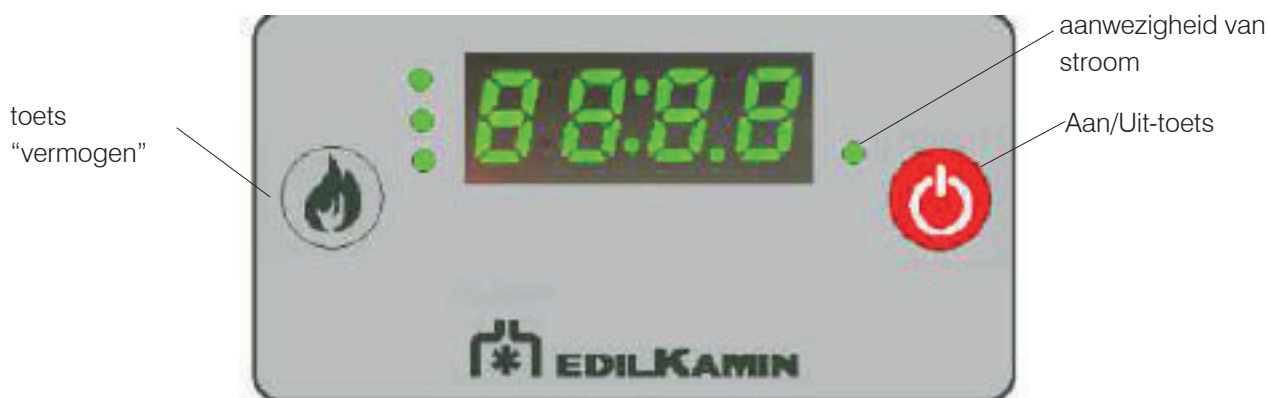 aanwezigheid van
stroom
88:8.8
toets
“vermogen”
Aan/Uit-toets
EDILKAMIN